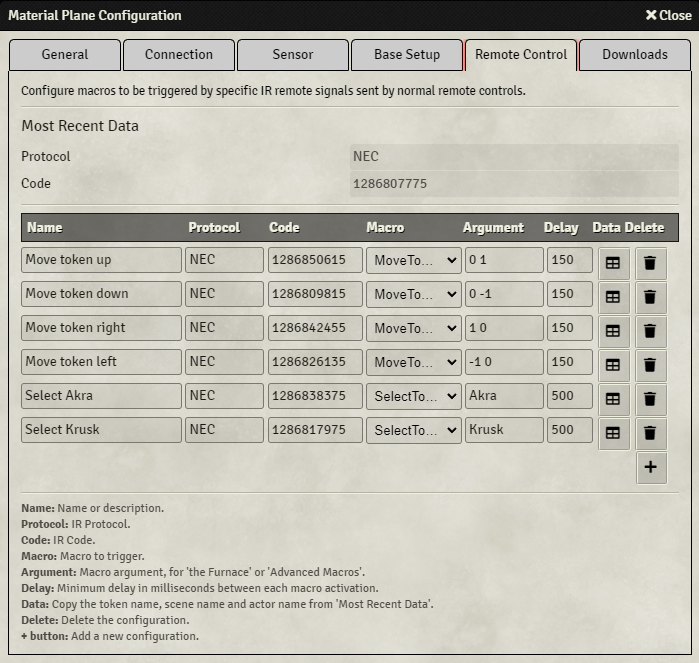 Material Plane Configuration ×Close
General Connection Sensor Base Setup Remote Control Downloads
Configure macros to be triggered by specific IR remote signals sent by normal remote controls.
Most Recent Data
Protocol NEC
Code 1286807775
Name Protocol Code Macro Argument Delay Data Delete
Move token up NEC 1286850615 MoveTo... 0 1 150
Move token down NEC 1286809815 MoveTo... 0 -1 150
Move token right NEC 1286842455 MoveTo... 1 0 150
Move token left NEC 1286826135 MoveTo... -1 0 150
Select Akra NEC 1286838375 SelectTo... Akra 500
Select Krusk NEC 1286817975 SelectTo... Krusk 500
+
Name: Name or description.
Protocol: IR Protocol.
Code: IR Code.
Macro: Macro to trigger.
Argument: Macro argument, for 'the Furnace' or 'Advanced Macros'.
Delay: Minimum delay in milliseconds between each macro activation.
Data: Copy the token name, scene name and actor name from 'Most Recent Data'.
Delete: Delete the configuration.
+ button: Add a new configuration.